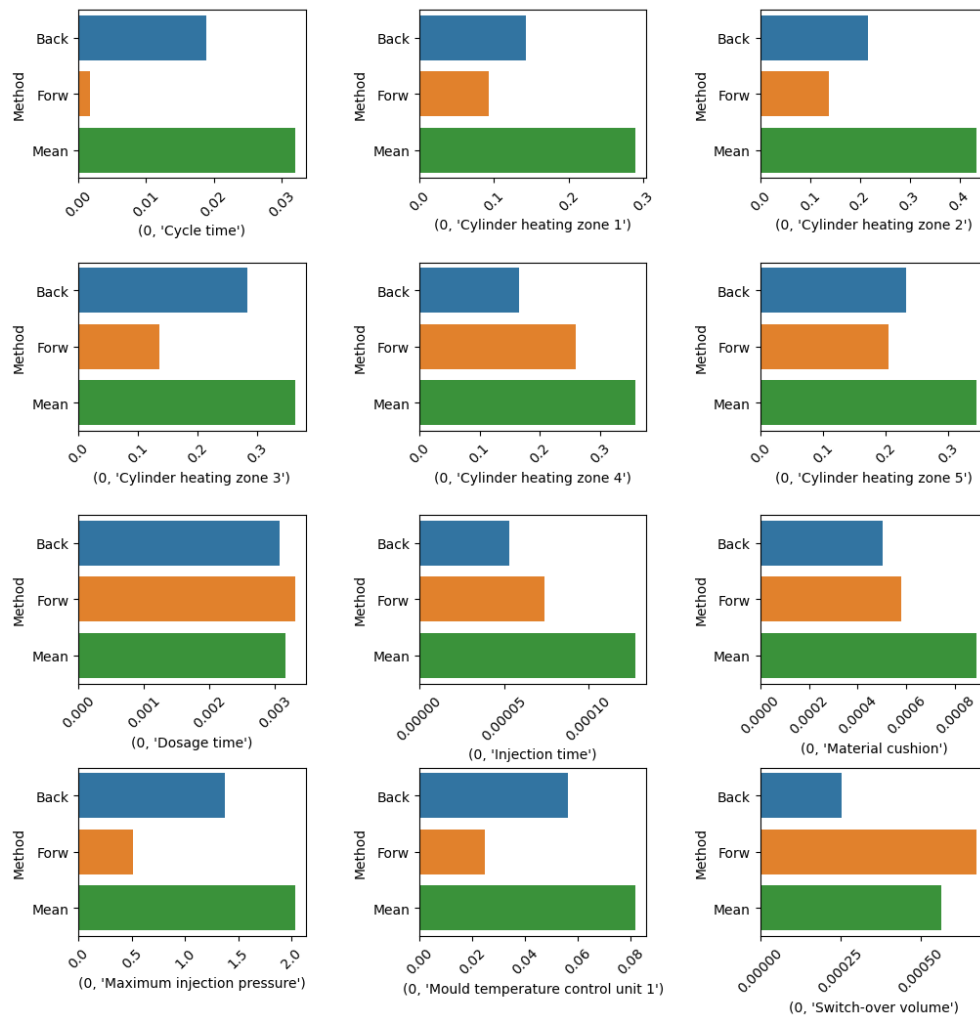 Method
Back
Forw
Mean
0.00
0.01
0.02
0.03
(0, 'Cycle time')
Method
Back
Forw
Mean
0.0
0.1
0.2
0.3
(0, 'Cylinder heating zone 1')
Method
Back
Forw
Mean
0.0
0.1
0.2
0.3
0.4
(0, 'Cylinder heating zone 2')
Method
Back
Forw
Mean
0.0
0.1
0.2
0.3
(0, 'Cylinder heating zone 3')
Method
Back
Forw
Mean
0.0
0.1
0.2
0.3
(0, 'Cylinder heating zone 4')
Method
Back
Forw
Mean
0.0
0.1
0.2
0.3
(0, 'Cylinder heating zone 5')
Method
Back
Forw
Mean
0.000
0.001
0.002
0.003
(0, 'Dosage time')
Method
Back
Forw
Mean
0.00000
0.00005
0.00010
(0, 'Injection time')
Method
Back
Forw
Mean
0.0000
0.0002
0.0004
0.0006
0.0008
(0, 'Material cushion')
Method
Back
Forw
Mean
0.0
0.5
1.0
1.5
2.0
(0, 'Maximum injection pressure')
Method
Back
Forw
Mean
0.00
0.02
0.04
0.06
0.08
(0, 'Mould temperature control unit 1')
Method
Back
Forw
Mean
0.00000
0.00025
0.00050
(0, 'Switch-over volume')